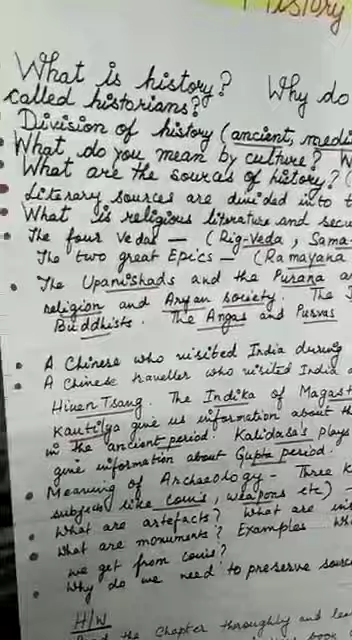 History
What is history? Why do
called historians?
Division of history (ancient, medi
What do you mean by culture? W
What are the sources of history? (
Literary sources are divided into t
What is religious literature and secu
The four Vedas — (Rig-Veda, Sama-
The two great Epics — (Ramayana
The Upanishads and the Purana a
religion and Aryan society. The J
Buddhists. The Angas and Purvas
A Chinese who visited India during
A Chinese traveller who visited India
Hiuen Tsang. The Indika of Magast
Kautilya give us information about th
in the ancient period. Kalidasa's plays
give information about Gupta period.
Meaning of Archaeology - Three k
subjects like coins, weapons etc) —
What are artefacts? What are ins
What are monuments? Examples Wh
we get from coins?
Why do we need to preserve sourc
H/W
the Chapter thoroughly and lea
book